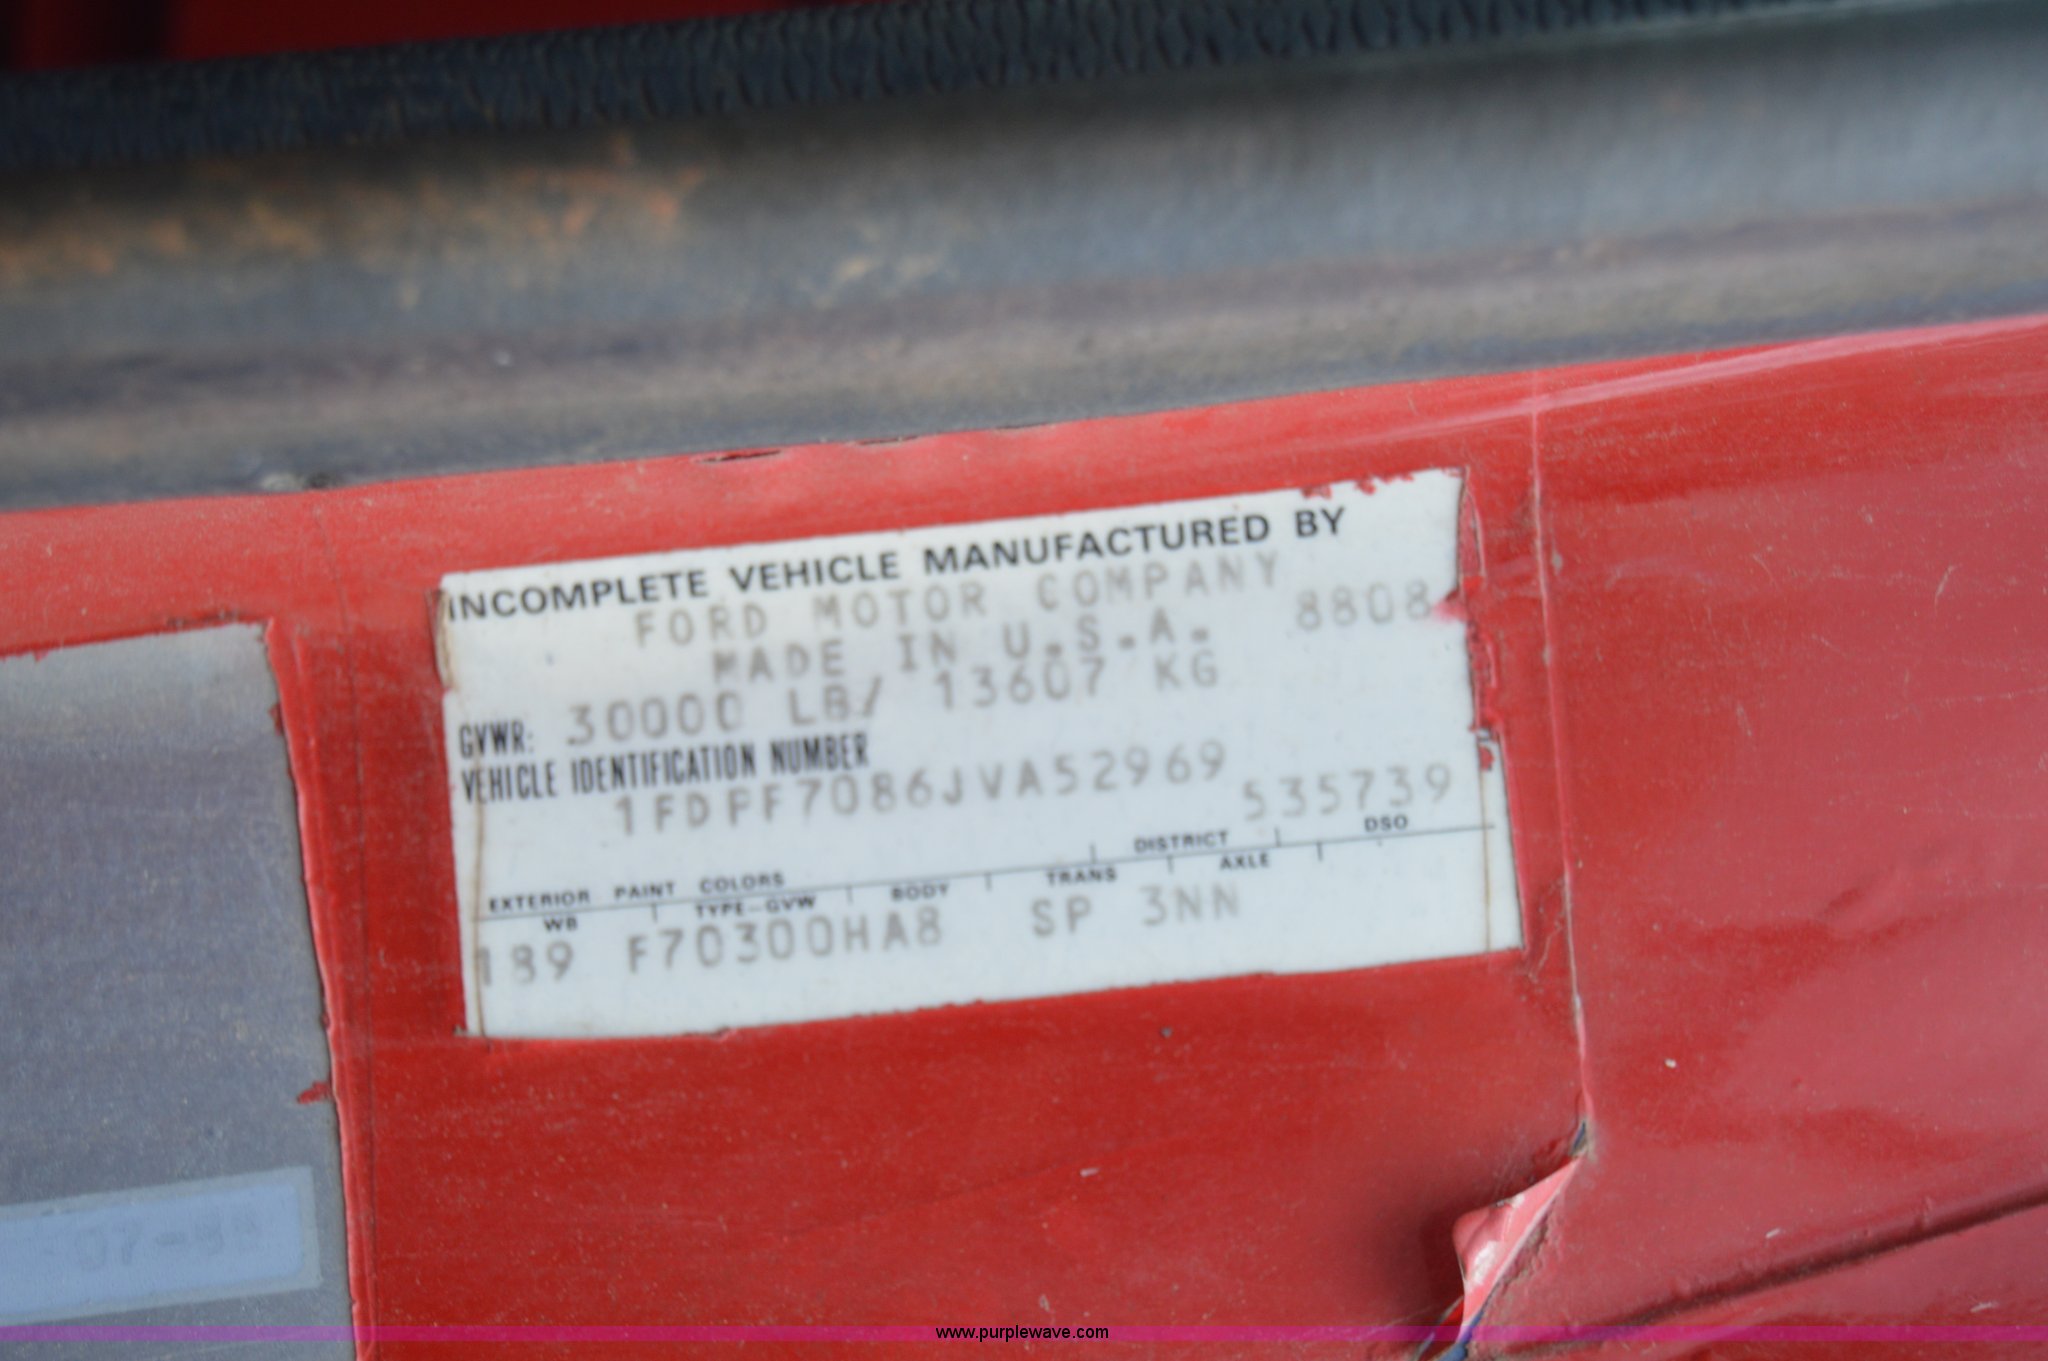 INCOMPLETE VEHICLE MANUFACTURED BY
FORD MOTOR COMPANY
MADE IN U.S.A. 8808
GVWR: 30000 LB/ 13607 KG
VEHICLE IDENTIFICATION NUMBER
1FDPF7086JVA52969 535739
EXTERIOR PAINT COLORS DISTRICT DSO
WB TYPE-GVW BODY TRANS AXLE
189 F70300HA8 SP 3NN
www.purplewave.com